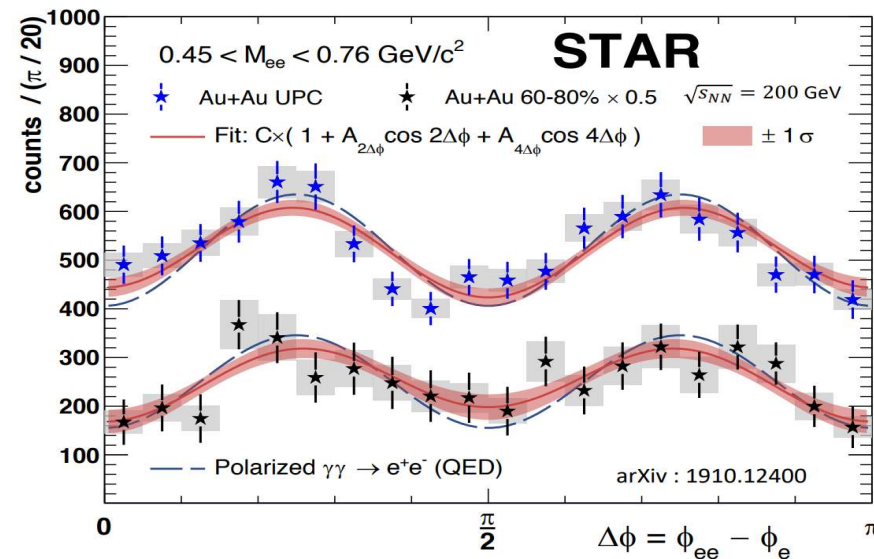 1000
900
800
700
600
500
400
300
200
100
counts / (π / 20)
0.45 < M_ee < 0.76 GeV/c²
STAR
Au+Au UPC
Au+Au 60-80% × 0.5
√s_NN = 200 GeV
Fit: C×( 1 + A_2Δϕ cos 2Δϕ + A_4Δϕ cos 4Δϕ )
± 1 σ
Polarized γγ → e⁺e⁻ (QED)
arXiv : 1910.12400
0
π/2
π
Δϕ = ϕ_ee − ϕ_e